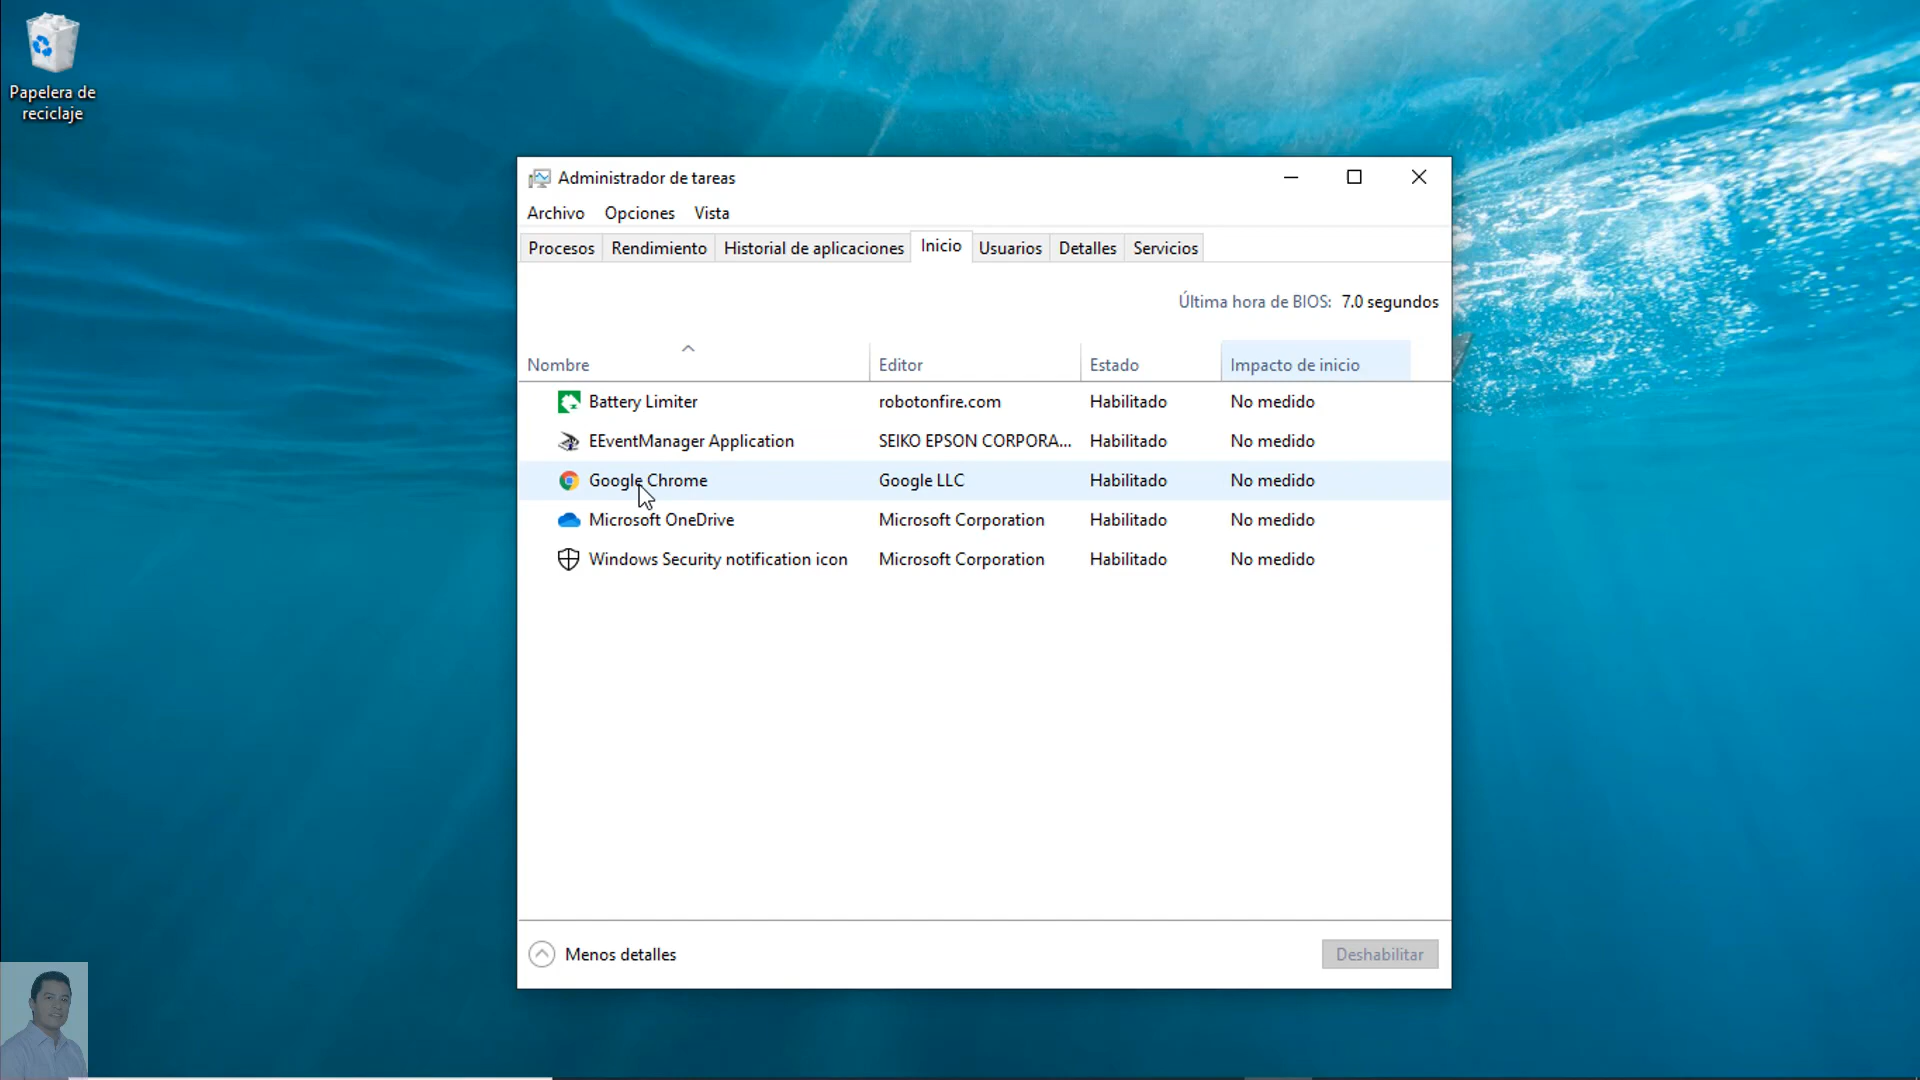 Papelera de
reciclaje
Administrador de tareas
Archivo Opciones Vista
Procesos Rendimiento Historial de aplicaciones Inicio Usuarios Detalles Servicios
Última hora de BIOS: 7.0 segundos
Nombre Editor Estado Impacto de inicio
Battery Limiter robotonfire.com Habilitado No medido
EEventManager Application SEIKO EPSON CORPORA... Habilitado No medido
Google Chrome Google LLC Habilitado No medido
Microsoft OneDrive Microsoft Corporation Habilitado No medido
Windows Security notification icon Microsoft Corporation Habilitado No medido
Menos detalles Deshabilitar